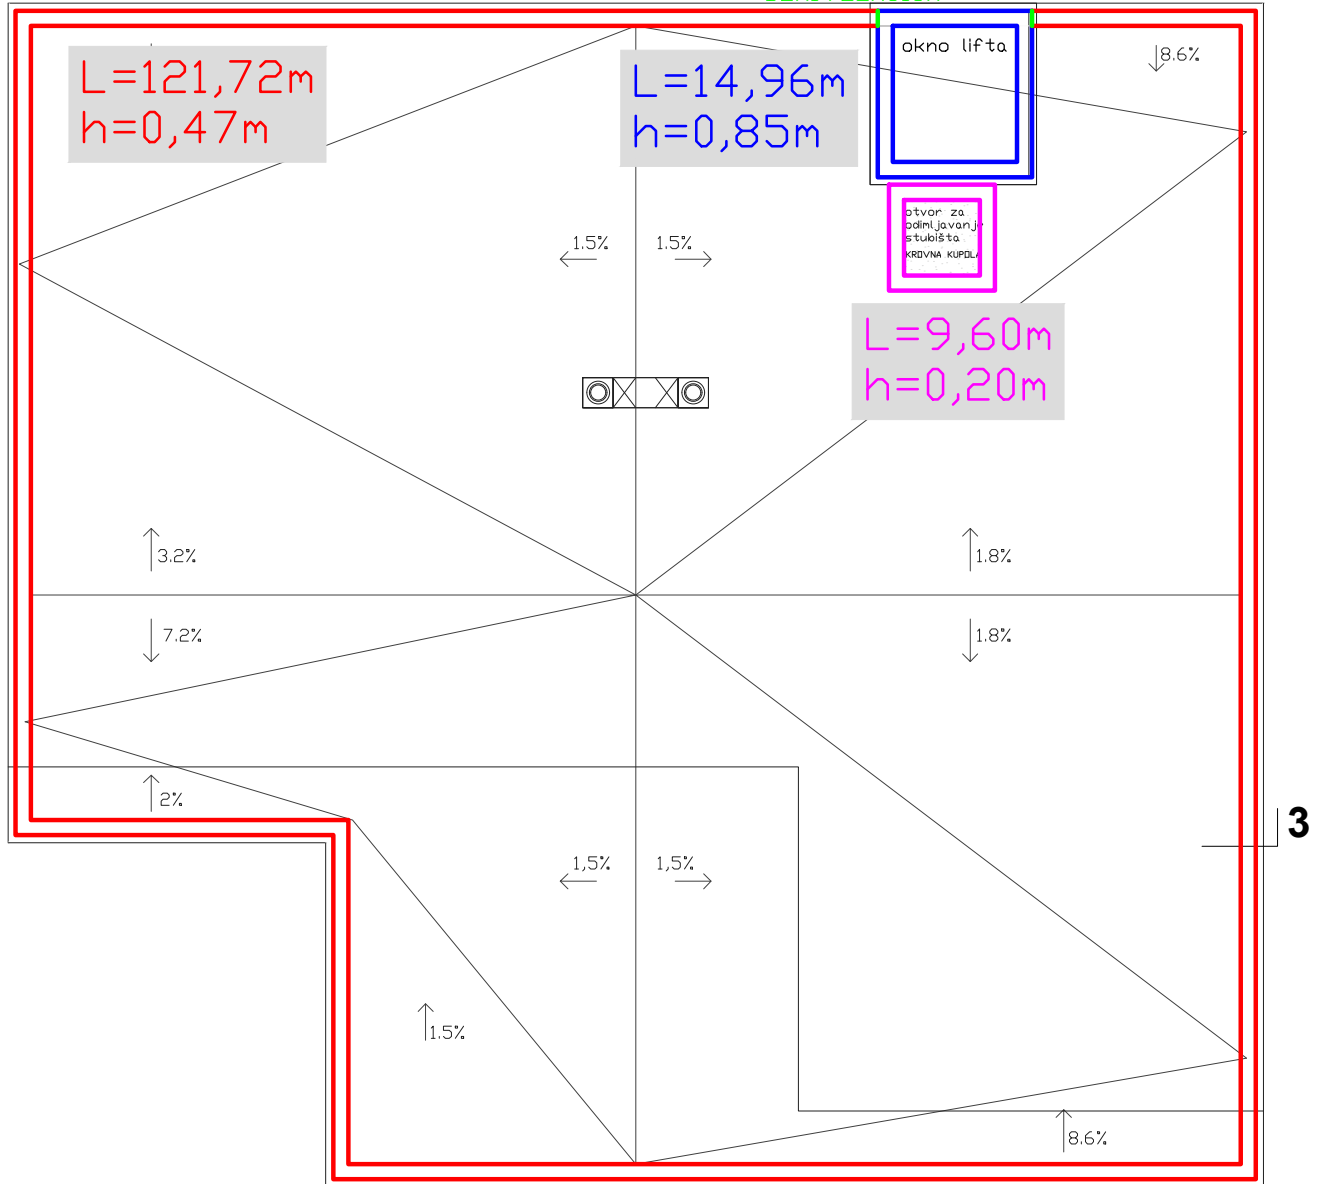 okno lifta
8.6%
L=121,72m
h=0,47m
L=14,96m
h=0,85m
otvor za
odimljavanje
stubišta
KROVNA KUPOLA
1.5%
1.5%
L=9,60m
h=0,20m
3.2%
1.8%
7.2%
1.8%
2%
3
1,5%
1,5%
1.5%
8.6%